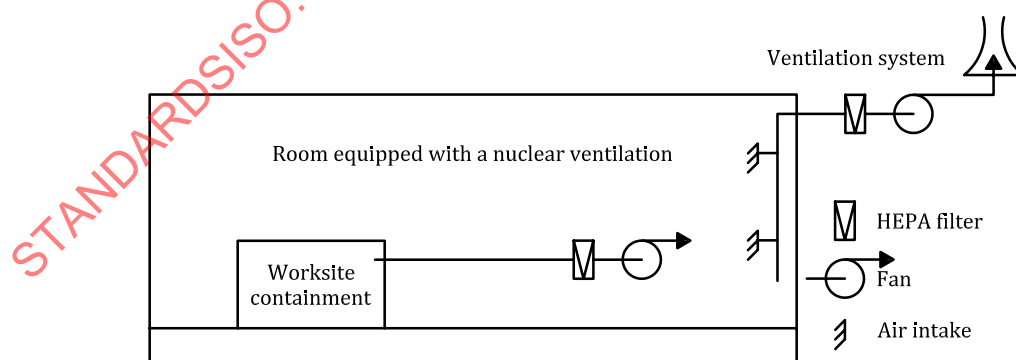 STANDARDSISO.
Ventilation system
Room equipped with a nuclear ventilation
HEPA filter
Worksite
containment
Fan
Air intake